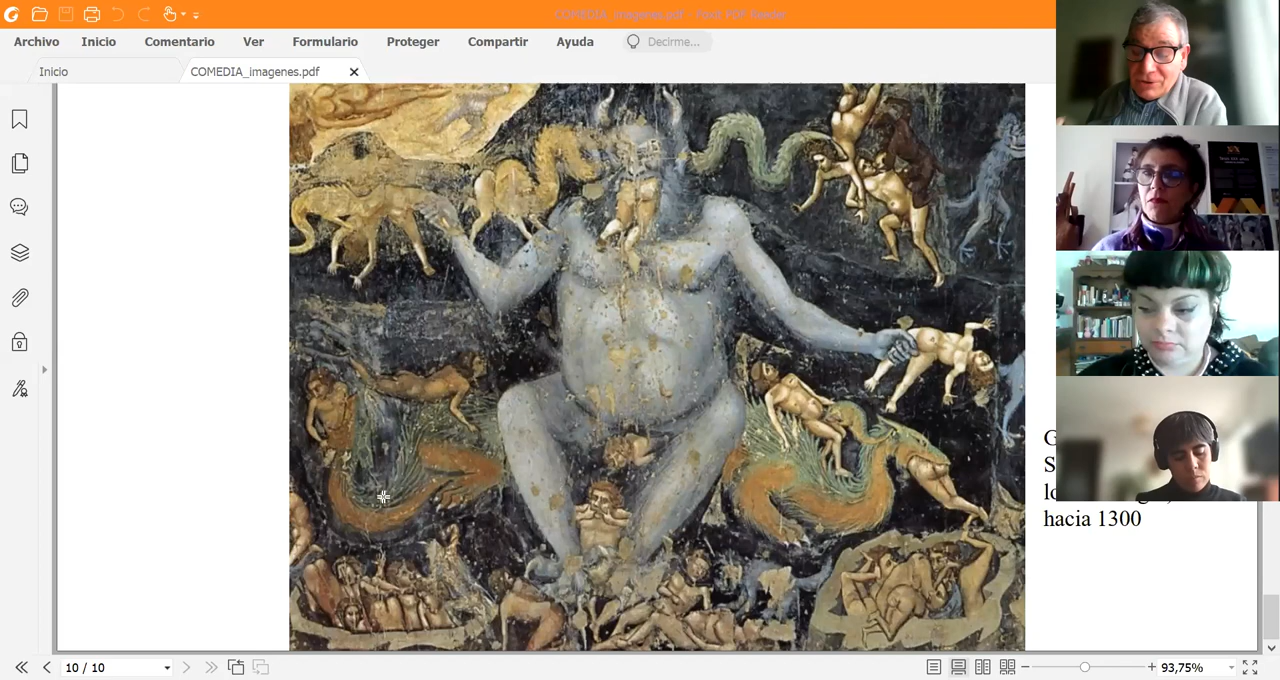 COMEDIA_imagenes.pdf - Foxit PDF Reader
Archivo Inicio Comentario Ver Formulario Proteger Compartir Ayuda Decirme...
Inicio COMEDIA_imagenes.pdf
hacia 1300
10 / 10 93,75%